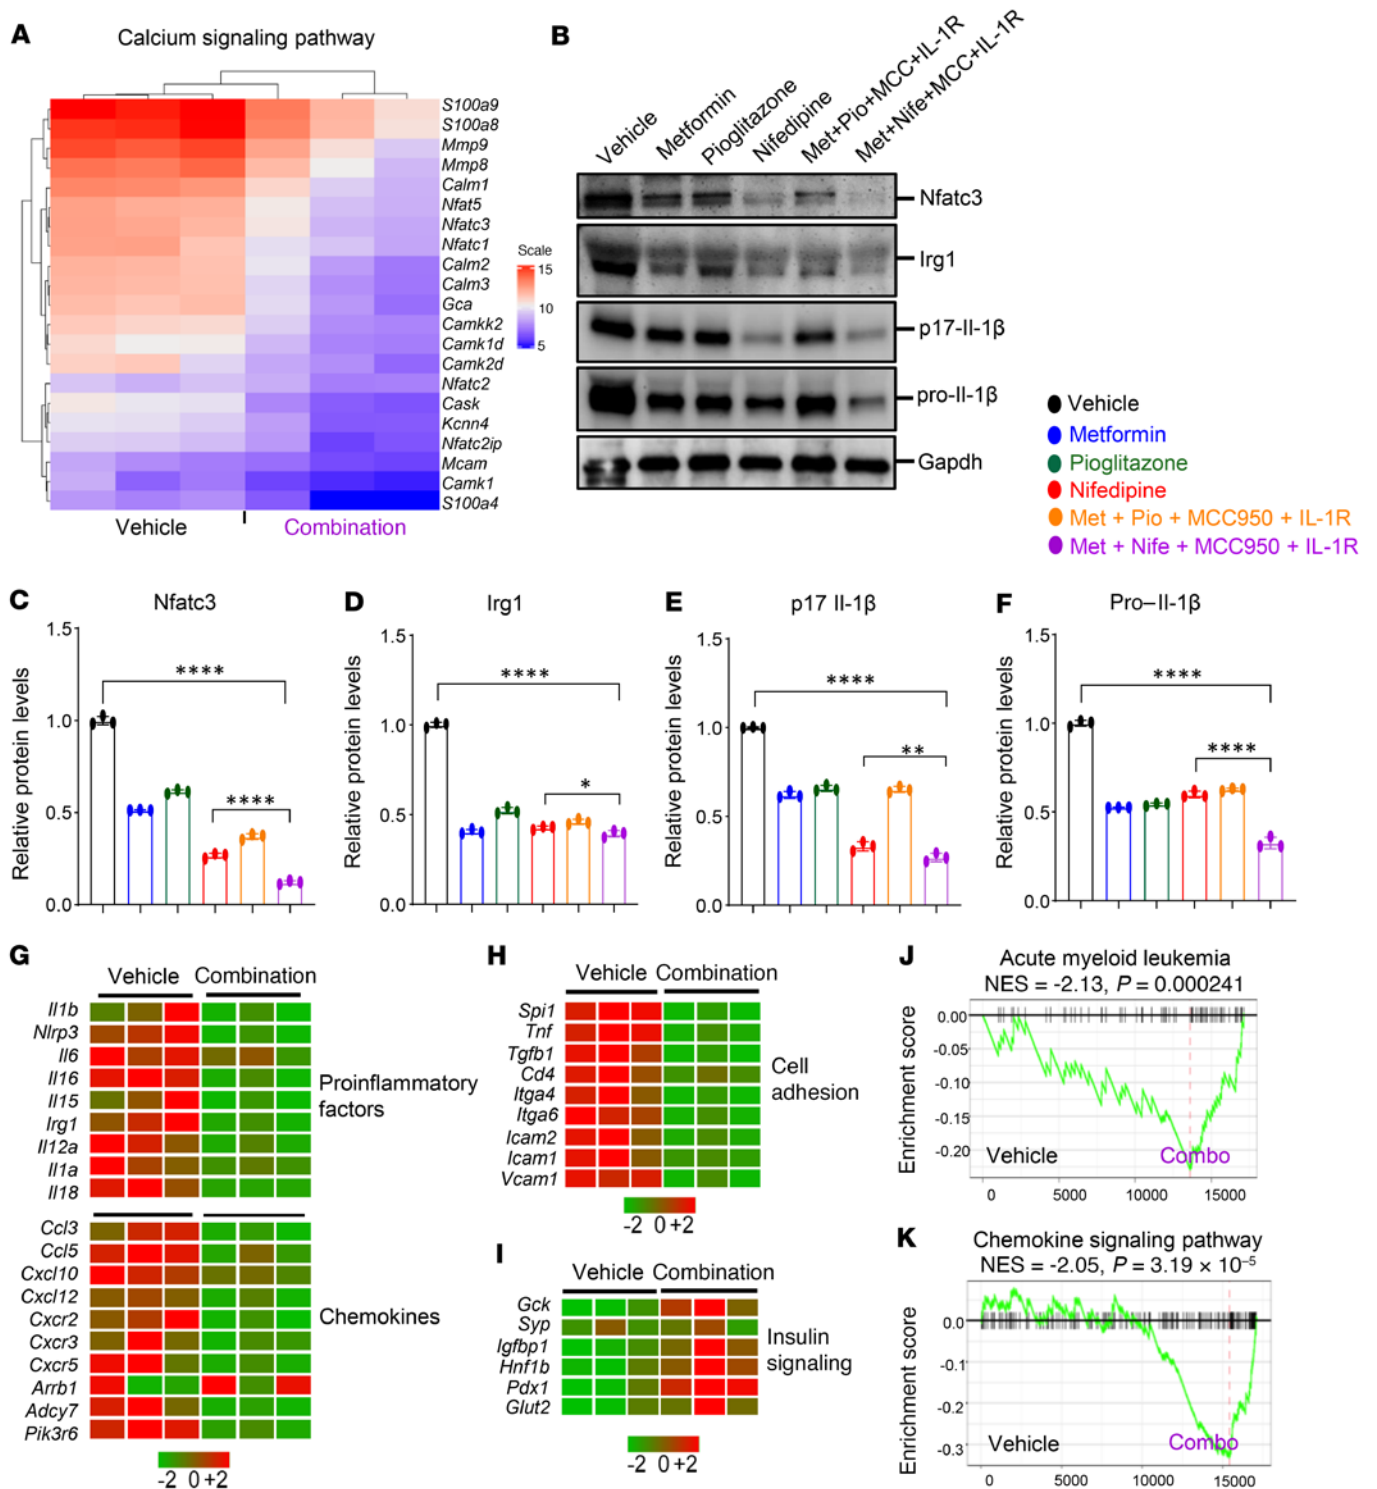 A
Calcium signaling pathway
S100a9
S100a8
Mmp9
Mmp8
Calm1
Nfat5
Nfatc3
Nfatc1
Calm2
Calm3
Gca
Camkk2
Camk1d
Camk2d
Nfatc2
Cask
Kcnn4
Nfatc2ip
Mcam
Camk1
S100a4
Scale
15
10
5
Vehicle
Combination
B
Vehicle
Metformin
Pioglitazone
Nifedipine
Met+Pio+MCC+IL-1R
Met+Nife+MCC+IL-1R
Nfatc3
Irg1
p17-Il-1β
pro-Il-1β
Gapdh
Vehicle
Metformin
Pioglitazone
Nifedipine
Met + Pio + MCC950 + IL-1R
Met + Nife + MCC950 + IL-1R
C
Nfatc3
Relative protein levels
1.5
1.0
0.5
0.0
****
****
D
Irg1
Relative protein levels
1.5
1.0
0.5
0.0
****
*
E
p17 Il-1β
Relative protein levels
1.5
1.0
0.5
0.0
****
**
F
Pro–Il-1β
Relative protein levels
1.5
1.0
0.5
0.0
****
****
G
Vehicle Combination
Il1b
Nlrp3
Il6
Il16
Il15
Irg1
Il12a
Il1a
Il18
Proinflammatory
factors
Ccl3
Ccl5
Cxcl10
Cxcl12
Cxcr2
Cxcr3
Cxcr5
Arrb1
Adcy7
Pik3r6
Chemokines
-2 0 +2
H
Vehicle Combination
Spi1
Tnf
Tgfb1
Cd4
Itga4
Itga6
Icam2
Icam1
Vcam1
Cell
adhesion
-2 0 +2
I
Vehicle Combination
Gck
Syp
Igfbp1
Hnf1b
Pdx1
Glut2
Insulin
signaling
-2 0 +2
J
Acute myeloid leukemia
NES = -2.13, P = 0.000241
Enrichment score
0.00
-0.05
-0.10
-0.15
-0.20
Vehicle
Combo
0 5000 10000 15000
K
Chemokine signaling pathway
NES = -2.05, P = 3.19 × 10⁻⁵
Enrichment score
0.0
-0.1
-0.2
-0.3
Vehicle
Combo
0 5000 10000 15000